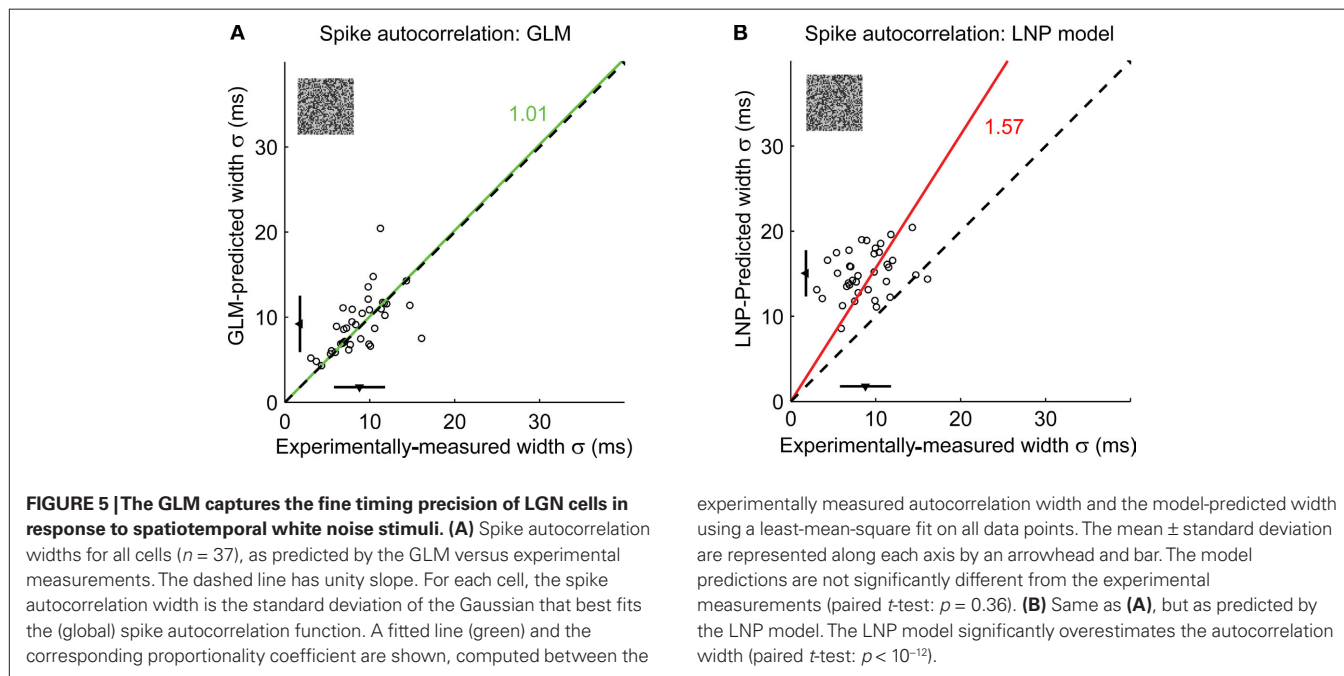 A
Spike autocorrelation: GLM
GLM-predicted width σ (ms)
30
20
10
0
1.01
0
10
20
30
Experimentally-measured width σ (ms)
B
Spike autocorrelation: LNP model
LNP-Predicted width σ (ms)
30
20
10
0
1.57
0
10
20
30
Experimentally-measured width σ (ms)
FIGURE 5 | The GLM captures the fine timing precision of LGN cells in
response to spatiotemporal white noise stimuli. (A) Spike autocorrelation
widths for all cells (n = 37), as predicted by the GLM versus experimental
measurements. The dashed line has unity slope. For each cell, the spike
autocorrelation width is the standard deviation of the Gaussian that best fits
the (global) spike autocorrelation function. A fitted line (green) and the
corresponding proportionality coefficient are shown, computed between the
experimentally measured autocorrelation width and the model-predicted width
using a least-mean-square fit on all data points. The mean ± standard deviation
are represented along each axis by an arrowhead and bar. The model
predictions are not significantly different from the experimental
measurements (paired t-test: p = 0.36). (B) Same as (A), but as predicted by
the LNP model. The LNP model significantly overestimates the autocorrelation
width (paired t-test: p < 10⁻¹²).